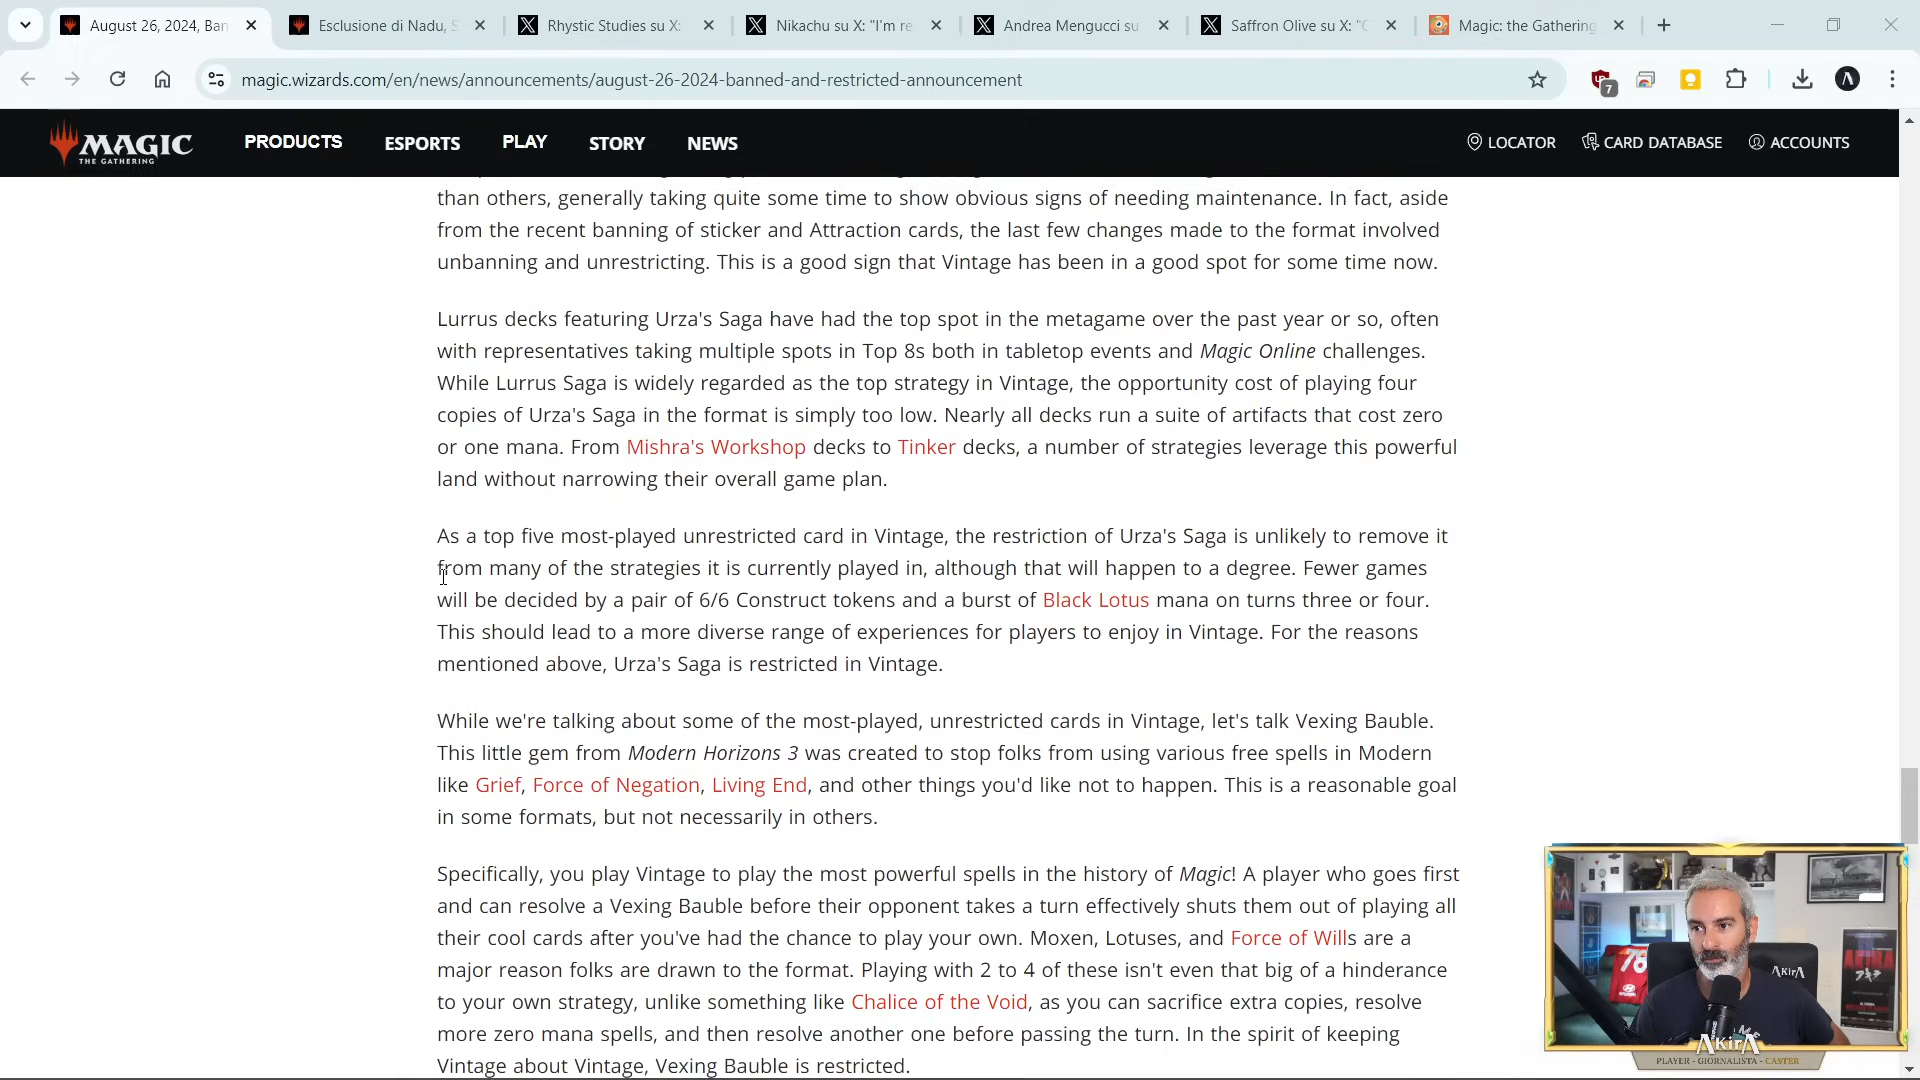 August 26, 2024, Ban
Esclusione di Nadu, S
Rhystic Studies su X:
Nikachu su X: "I'm re
Andrea Mengucci su
Saffron Olive su X: "C
Magic: the Gathering
magic.wizards.com/en/news/announcements/august-26-2024-banned-and-restricted-announcement
7
MAGIC
THE GATHERING
PRODUCTS
ESPORTS
PLAY
STORY
NEWS
LOCATOR
CARD DATABASE
ACCOUNTS
than others, generally taking quite some time to show obvious signs of needing maintenance. In fact, aside
from the recent banning of sticker and Attraction cards, the last few changes made to the format involved
unbanning and unrestricting. This is a good sign that Vintage has been in a good spot for some time now.
Lurrus decks featuring Urza's Saga have had the top spot in the metagame over the past year or so, often
with representatives taking multiple spots in Top 8s both in tabletop events and Magic Online challenges.
While Lurrus Saga is widely regarded as the top strategy in Vintage, the opportunity cost of playing four
copies of Urza's Saga in the format is simply too low. Nearly all decks run a suite of artifacts that cost zero
or one mana. From Mishra's Workshop decks to Tinker decks, a number of strategies leverage this powerful
land without narrowing their overall game plan.
As a top five most-played unrestricted card in Vintage, the restriction of Urza's Saga is unlikely to remove it
from many of the strategies it is currently played in, although that will happen to a degree. Fewer games
will be decided by a pair of 6/6 Construct tokens and a burst of Black Lotus mana on turns three or four.
This should lead to a more diverse range of experiences for players to enjoy in Vintage. For the reasons
mentioned above, Urza's Saga is restricted in Vintage.
While we're talking about some of the most-played, unrestricted cards in Vintage, let's talk Vexing Bauble.
This little gem from Modern Horizons 3 was created to stop folks from using various free spells in Modern
like Grief, Force of Negation, Living End, and other things you'd like not to happen. This is a reasonable goal
in some formats, but not necessarily in others.
Specifically, you play Vintage to play the most powerful spells in the history of Magic! A player who goes first
and can resolve a Vexing Bauble before their opponent takes a turn effectively shuts them out of playing all
their cool cards after you've had the chance to play your own. Moxen, Lotuses, and Force of Wills are a
major reason folks are drawn to the format. Playing with 2 to 4 of these isn't even that big of a hinderance
to your own strategy, unlike something like Chalice of the Void, as you can sacrifice extra copies, resolve
more zero mana spells, and then resolve another one before passing the turn. In the spirit of keeping
Vintage about Vintage, Vexing Bauble is restricted.
76
AKIRA
AKirA
PLAYER - GIORNALISTA - CASTER